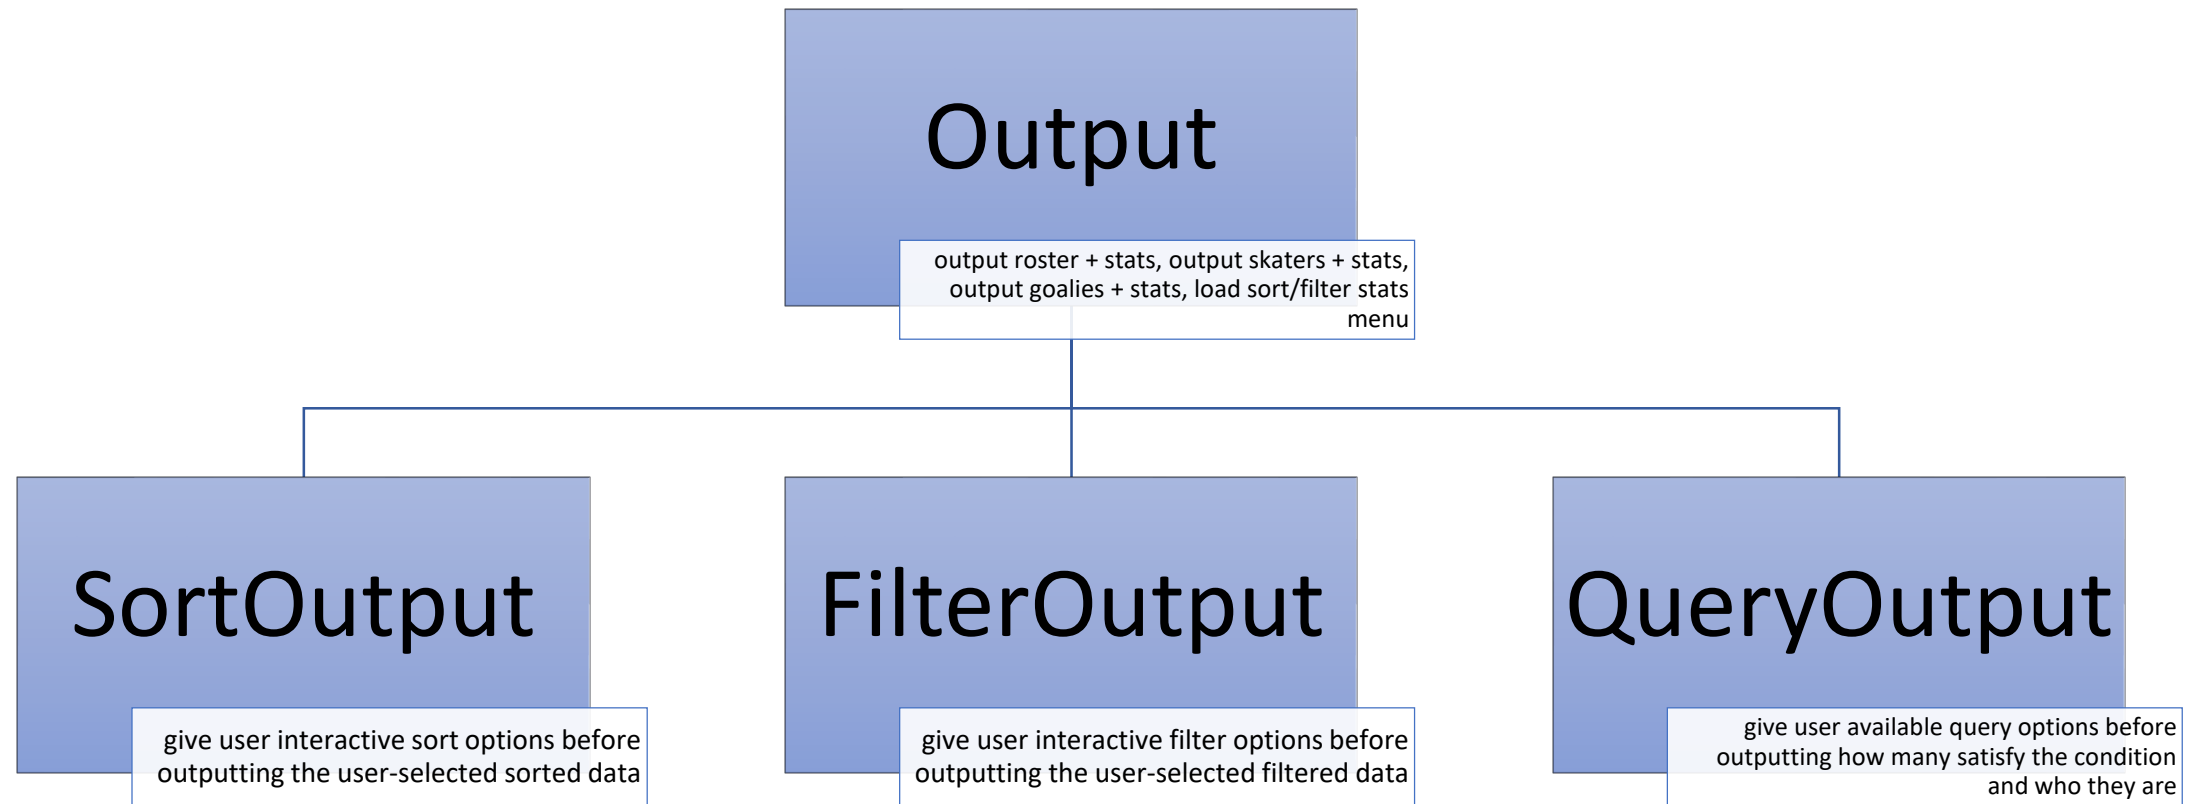 Output
output roster + stats, output skaters + stats,
output goalies + stats, load sort/filter stats
menu
SortOutput
give user interactive sort options before
outputting the user-selected sorted data
FilterOutput
give user interactive filter options before
outputting the user-selected filtered data
QueryOutput
give user available query options before
outputting how many satisfy the condition
and who they are